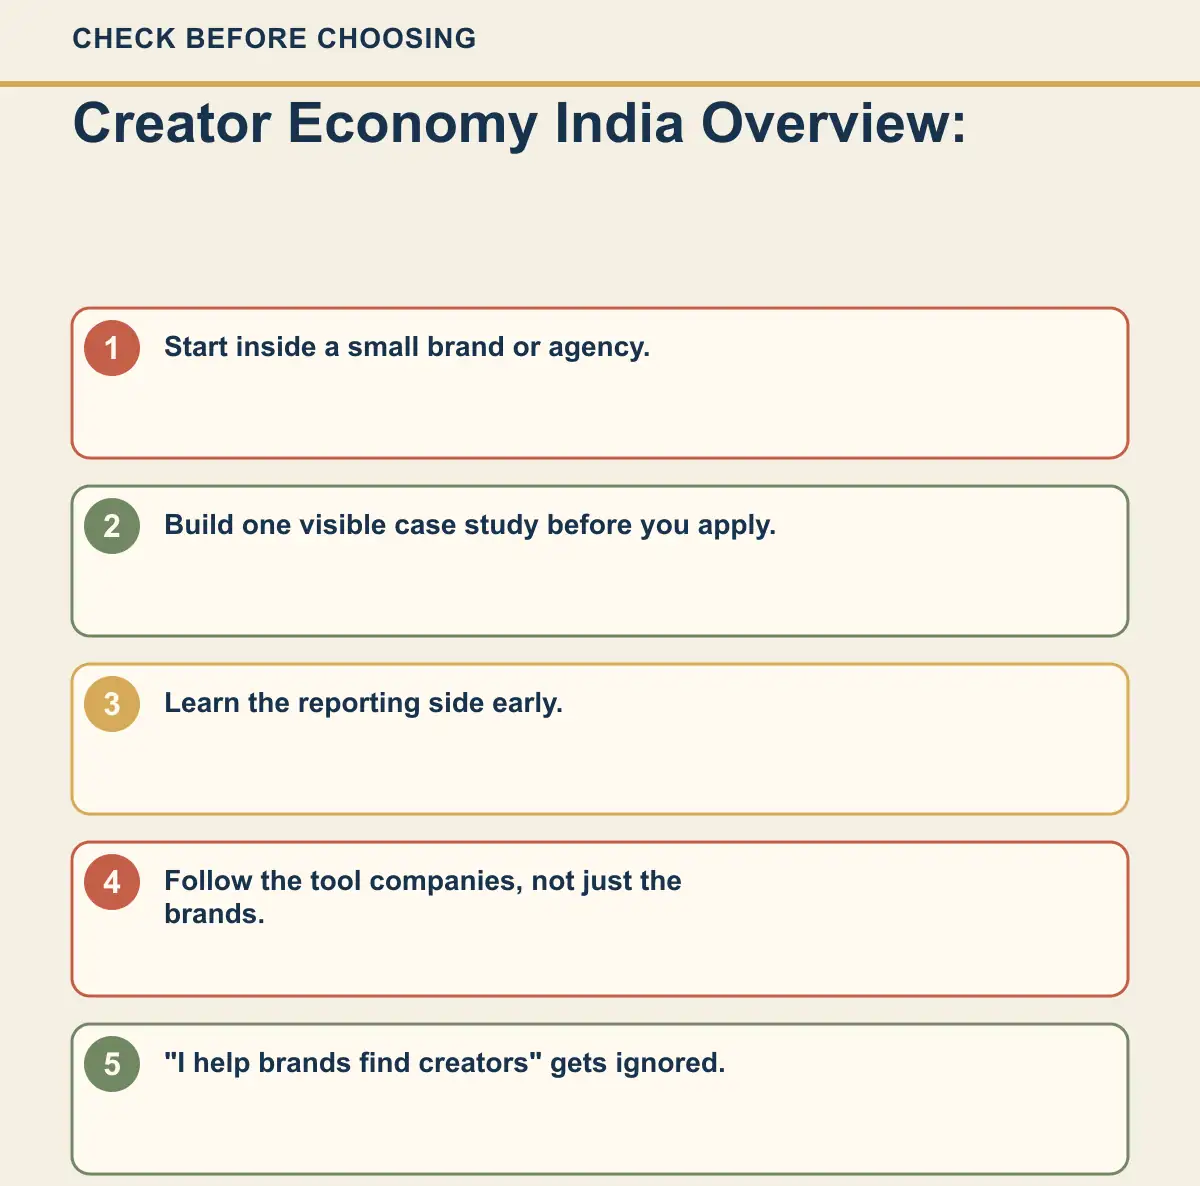 CHECK BEFORE CHOOSING
Creator Economy India Overview:
1
Start inside a small brand or agency.
2
Build one visible case study before you apply.
3
Learn the reporting side early.
4
Follow the tool companies, not just the
brands.
5
"I help brands find creators" gets ignored.